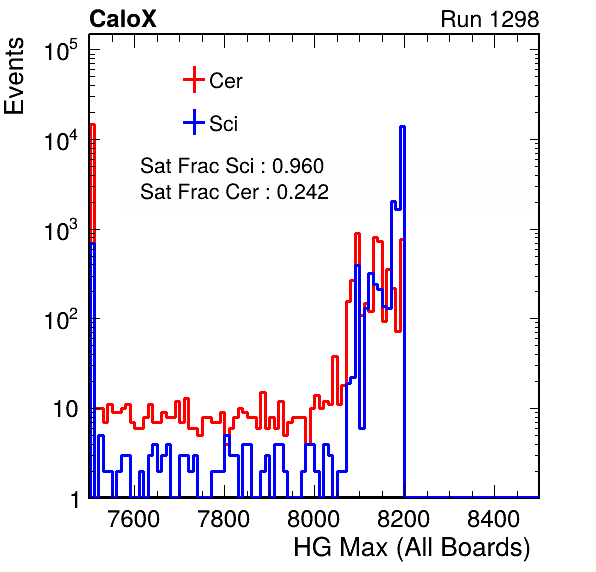 CaloX Run 1298
Events
Cer
Sci
Sat Frac Sci : 0.960
Sat Frac Cer : 0.242
10^5
10^4
10^3
10^2
10
1
7600 7800 8000 8200 8400
HG Max (All Boards)